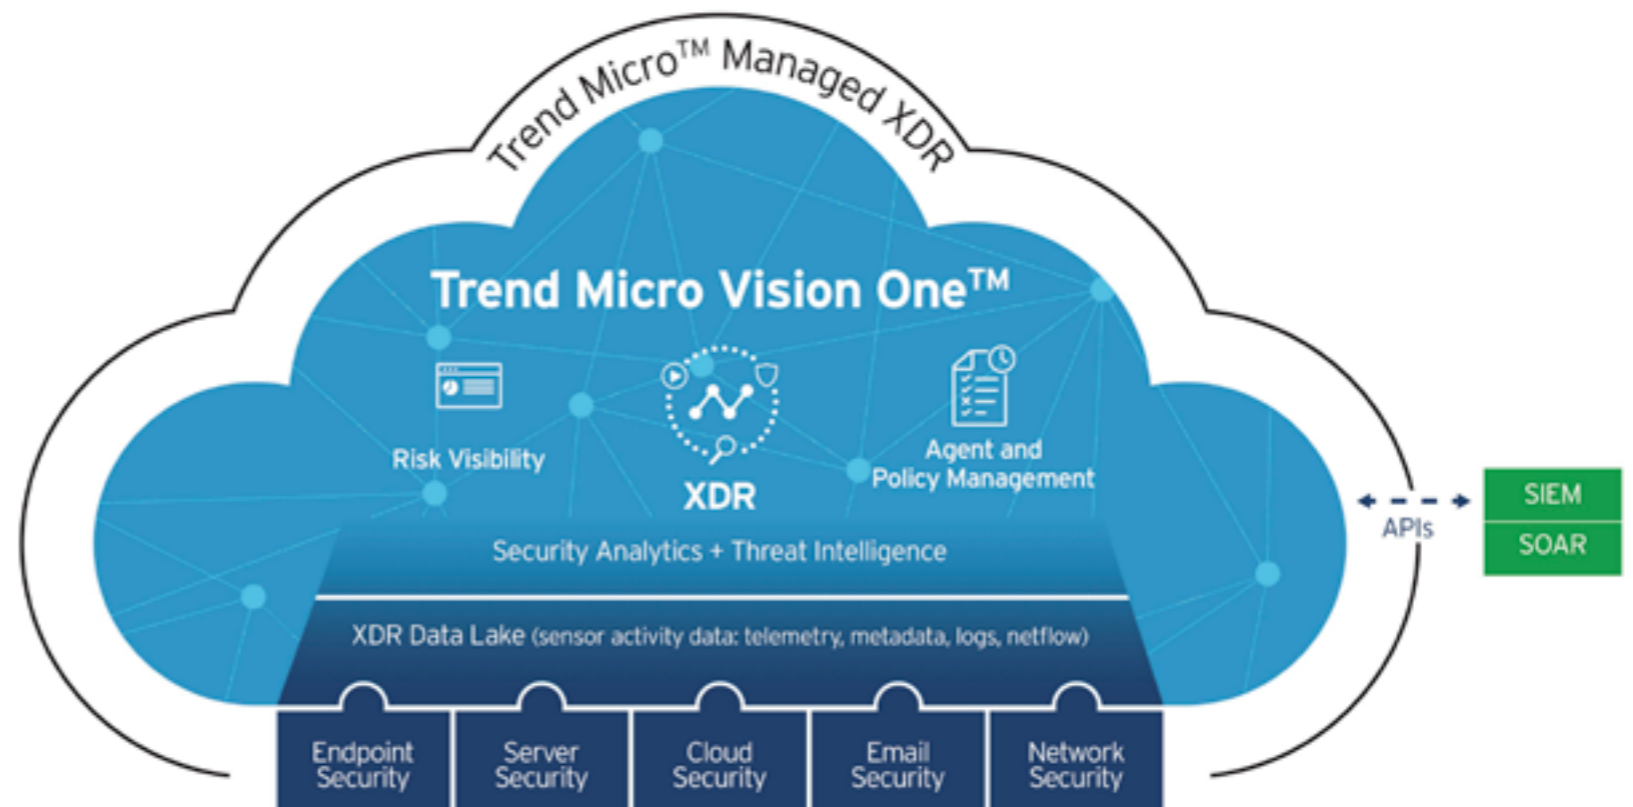 Trend Micro™ Managed XDR
Trend Micro Vision One™
Risk Visibility
XDR
Agent and
Policy Management
Security Analytics + Threat Intelligence
XDR Data Lake (sensor activity data: telemetry, metadata, logs, netflow)
Endpoint
Security
Server
Security
Cloud
Security
Email
Security
Network
Security
APIs
SIEM
SOAR